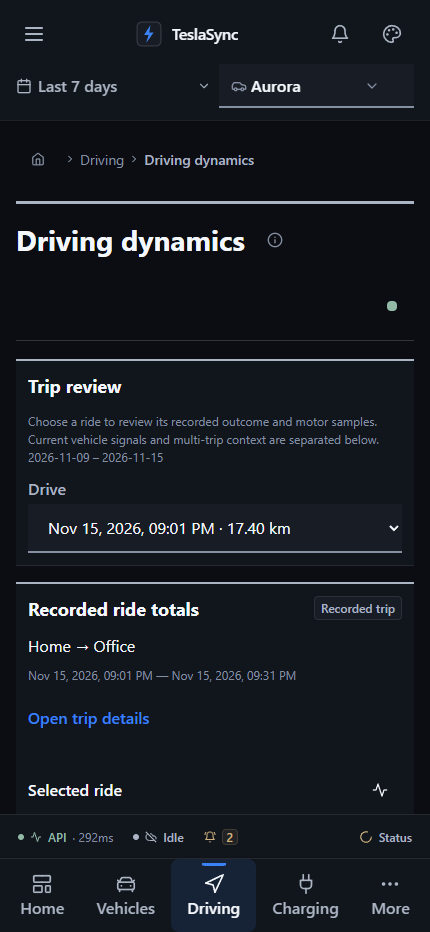 TeslaSync
Last 7 days
Aurora
Driving
Driving dynamics
Driving dynamics
Trip review
Choose a ride to review its recorded outcome and motor samples.
Current vehicle signals and multi-trip context are separated below.
2026-11-09 – 2026-11-15
Drive
Nov 15, 2026, 09:01 PM · 17.40 km
Recorded ride totals
Recorded trip
Home → Office
Nov 15, 2026, 09:01 PM — Nov 15, 2026, 09:31 PM
Open trip details
Selected ride
API · 292ms
Idle
2
Status
Home
Vehicles
Driving
Charging
More